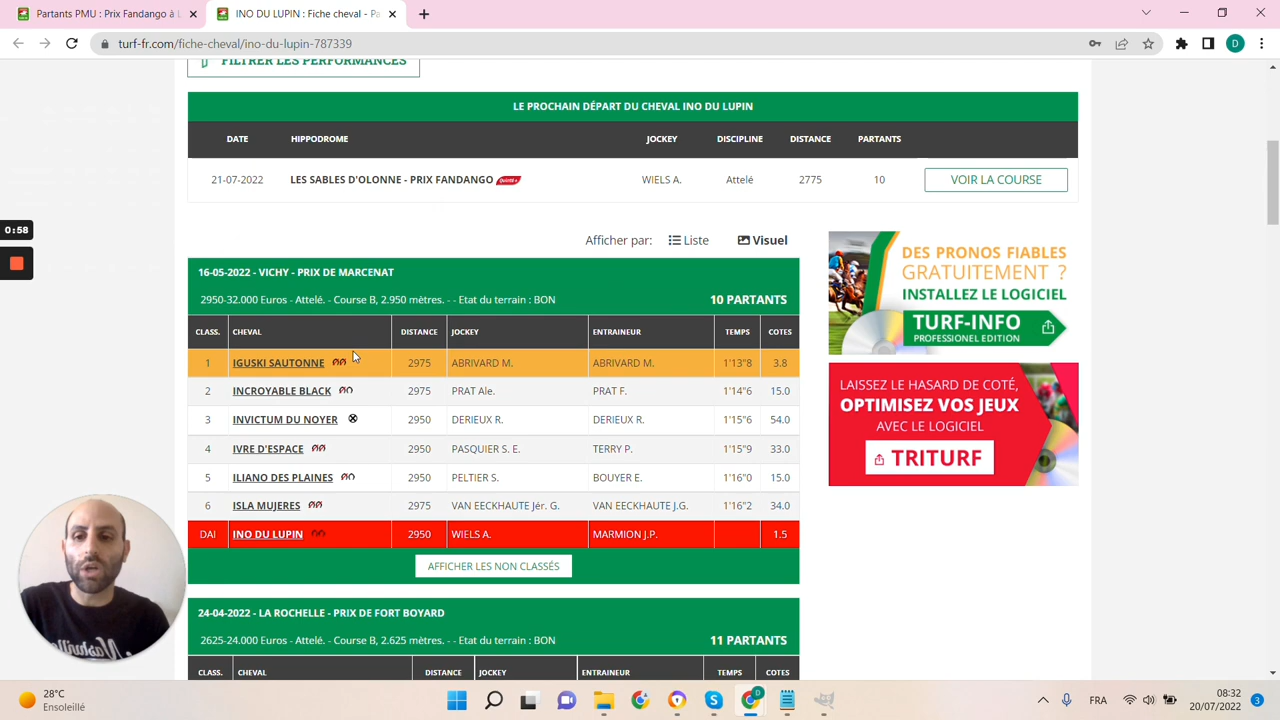 Partants PMU : Prix Fandango à L
INO DU LUPIN : Fiche cheval - Pa
turf-fr.com/fiche-cheval/ino-du-lupin-787339
D
FILTRER LES PERFORMANCES
LE PROCHAIN DÉPART DU CHEVAL INO DU LUPIN
DATE HIPPODROME JOCKEY DISCIPLINE DISTANCE PARTANTS
21-07-2022 LES SABLES D'OLONNE - PRIX FANDANGO Quinté+ WIELS A. Attelé 2775 10 VOIR LA COURSE
0:58
Afficher par: Liste Visuel
16-05-2022 - VICHY - PRIX DE MARCENAT
2950-32.000 Euros - Attelé. - Course B, 2.950 mètres. - - Etat du terrain : BON 10 PARTANTS
CLASS. CHEVAL DISTANCE JOCKEY ENTRAINEUR TEMPS COTES
1 IGUSKI SAUTONNE 2975 ABRIVARD M. ABRIVARD M. 1'13"8 3.8
2 INCROYABLE BLACK 2975 PRAT Ale. PRAT F. 1'14"6 15.0
3 INVICTUM DU NOYER 2950 DERIEUX R. DERIEUX R. 1'15"6 54.0
4 IVRE D'ESPACE 2950 PASQUIER S. E. TERRY P. 1'15"9 33.0
5 ILIANO DES PLAINES 2950 PELTIER S. BOUYER E. 1'16"0 15.0
6 ISLA MUJERES 2975 VAN EECKHAUTE Jér. G. VAN EECKHAUTE J.G. 1'16"2 34.0
DAI INO DU LUPIN 2950 WIELS A. MARMION J.P. 1.5
AFFICHER LES NON CLASSÉS
24-04-2022 - LA ROCHELLE - PRIX DE FORT BOYARD
2625-24.000 Euros - Attelé. - Course B, 2.625 mètres. - - Etat du terrain : BON 11 PARTANTS
CLASS. CHEVAL DISTANCE JOCKEY ENTRAINEUR TEMPS COTES
DES PRONOS FIABLES
GRATUITEMENT ?
INSTALLEZ LE LOGICIEL
TURF-INFO
PROFESSIONEL EDITION
LAISSEZ LE HASARD DE COTÉ,
OPTIMISEZ VOS JEUX
AVEC LE LOGICIEL
TRITURF
Nashville
28°C
Ensoleillé
D
FRA
08:32
20/07/2022
3